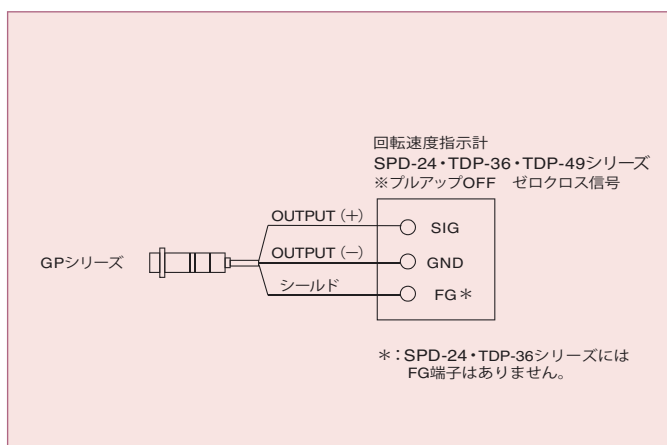 回転速度指示計
SPD-24・TDP-36・TDP-49シリーズ
※プルアップOFF ゼロクロス信号
OUTPUT（＋） SIG
GPシリーズ OUTPUT（－） GND
シールド FG＊
＊：SPD-24・TDP-36シリーズには
FG端子はありません。